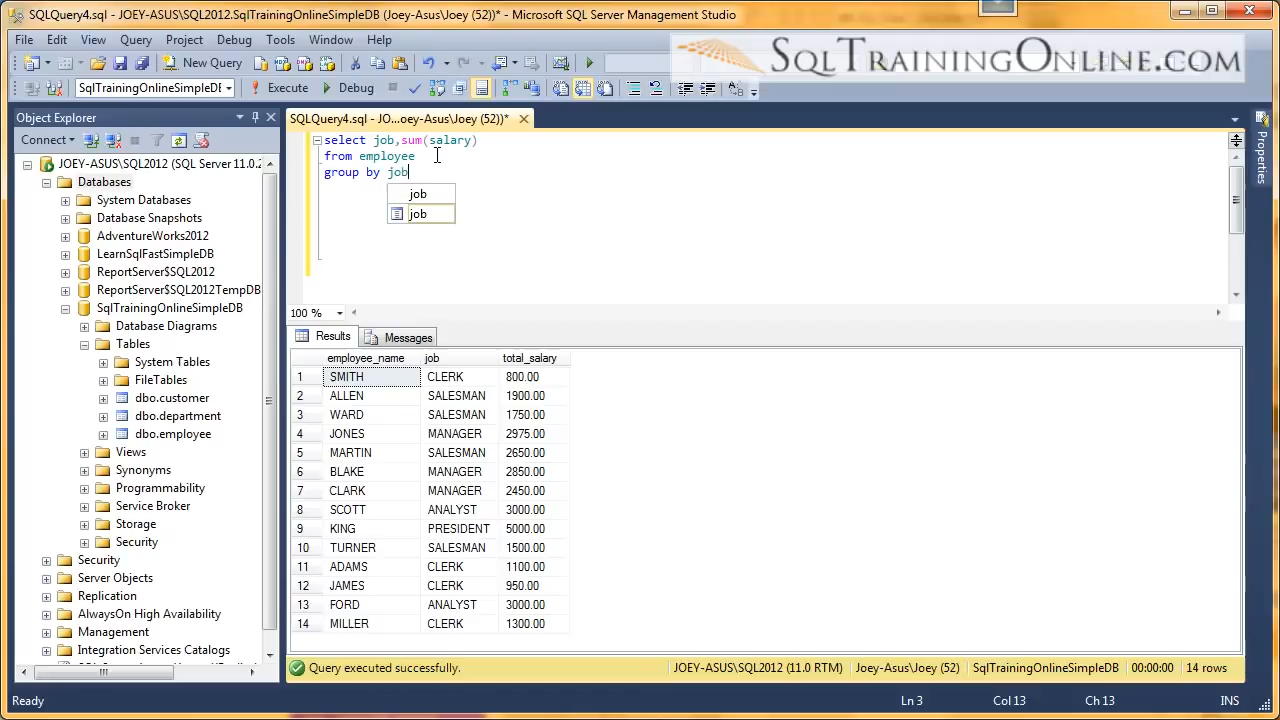 SQLQuery4.sql - JOEY-ASUS\SQL2012.SqlTrainingOnlineSimpleDB (Joey-Asus\Joey (52))* - Microsoft SQL Server Management Studio
File Edit View Query Project Debug Tools Window Help
SQLTRAININGONLINE.COM
New Query
SqlTrainingOnlineSimpleDE
Execute Debug
Object Explorer
SQLQuery4.sql - JO...oey-Asus\Joey (52))*
Connect
JOEY-ASUS\SQL2012 (SQL Server 11.0.2
Databases
System Databases
Database Snapshots
AdventureWorks2012
LearnSqlFastSimpleDB
ReportServer$SQL2012
ReportServer$SQL2012TempDB
SqlTrainingOnlineSimpleDB
Database Diagrams
Tables
System Tables
FileTables
dbo.customer
dbo.department
dbo.employee
Views
Synonyms
Programmability
Service Broker
Storage
Security
Security
Server Objects
Replication
AlwaysOn High Availability
Management
Integration Services Catalogs
select job,sum(salary)
from employee
group by job
job
job
Properties
100 %
Results Messages
employee_name job total_salary
1 SMITH CLERK 800.00
2 ALLEN SALESMAN 1900.00
3 WARD SALESMAN 1750.00
4 JONES MANAGER 2975.00
5 MARTIN SALESMAN 2650.00
6 BLAKE MANAGER 2850.00
7 CLARK MANAGER 2450.00
8 SCOTT ANALYST 3000.00
9 KING PRESIDENT 5000.00
10 TURNER SALESMAN 1500.00
11 ADAMS CLERK 1100.00
12 JAMES CLERK 950.00
13 FORD ANALYST 3000.00
14 MILLER CLERK 1300.00
Query executed successfully. JOEY-ASUS\SQL2012 (11.0 RTM) Joey-Asus\Joey (52) SqlTrainingOnlineSimpleDB 00:00:00 14 rows
Ready Ln 3 Col 13 Ch 13 INS